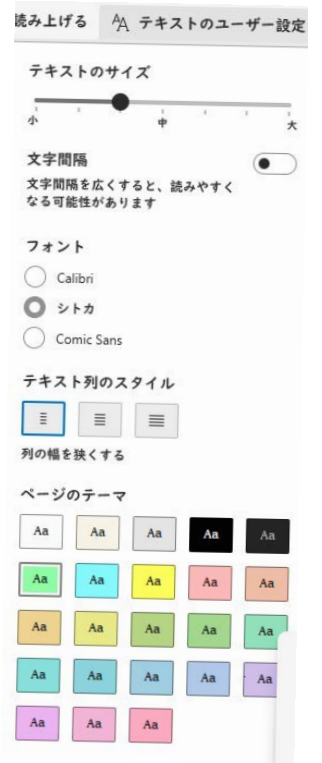 読み上げる
AA テキストのユーザー設定
テキストのサイズ
小 中 大
文字間隔
文字間隔を広くすると、読みやすく
なる可能性があります
フォント
Calibri
シトカ
Comic Sans
テキスト列のスタイル
列の幅を狭くする
ページのテーマ
Aa Aa Aa Aa Aa
Aa Aa Aa Aa Aa
Aa Aa Aa Aa Aa
Aa Aa Aa Aa Aa
Aa Aa Aa